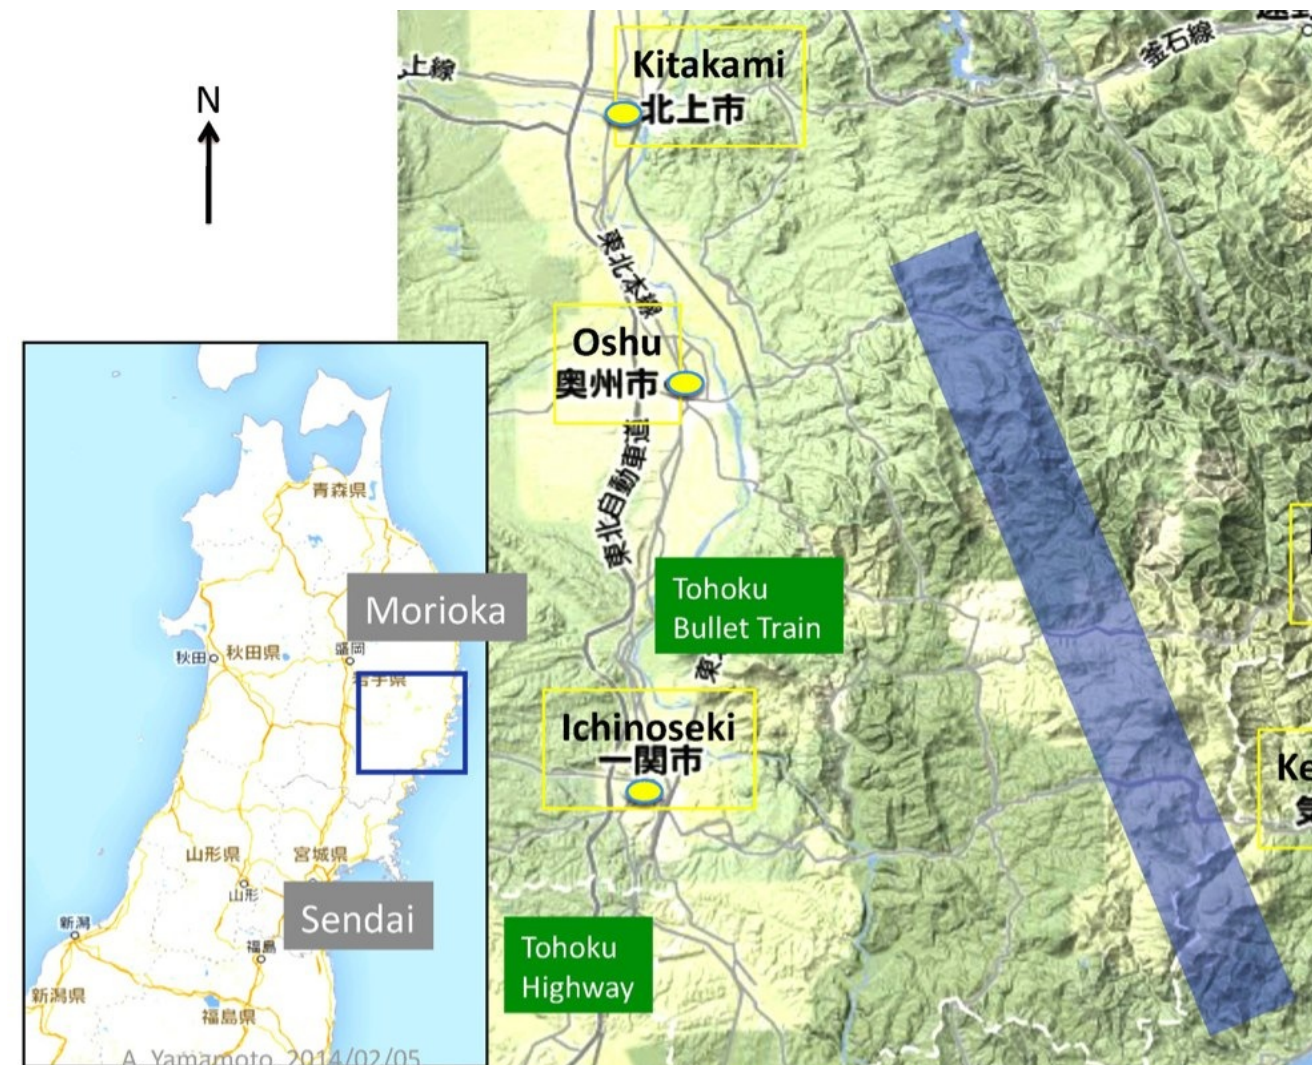 N
上線
Kitakami
北上市
釜石線
東北本線
Oshu
奥州市
東北自動車道
Tohoku
Bullet Train
Ichinoseki
一関市
Tohoku
Highway
Ke
青森県
Morioka
盛岡
秋田
秋田県
岩手県
山形県
宮城県
山形
Sendai
新潟
福島
新潟県
福島県
A. Yamamoto 2014/02/05